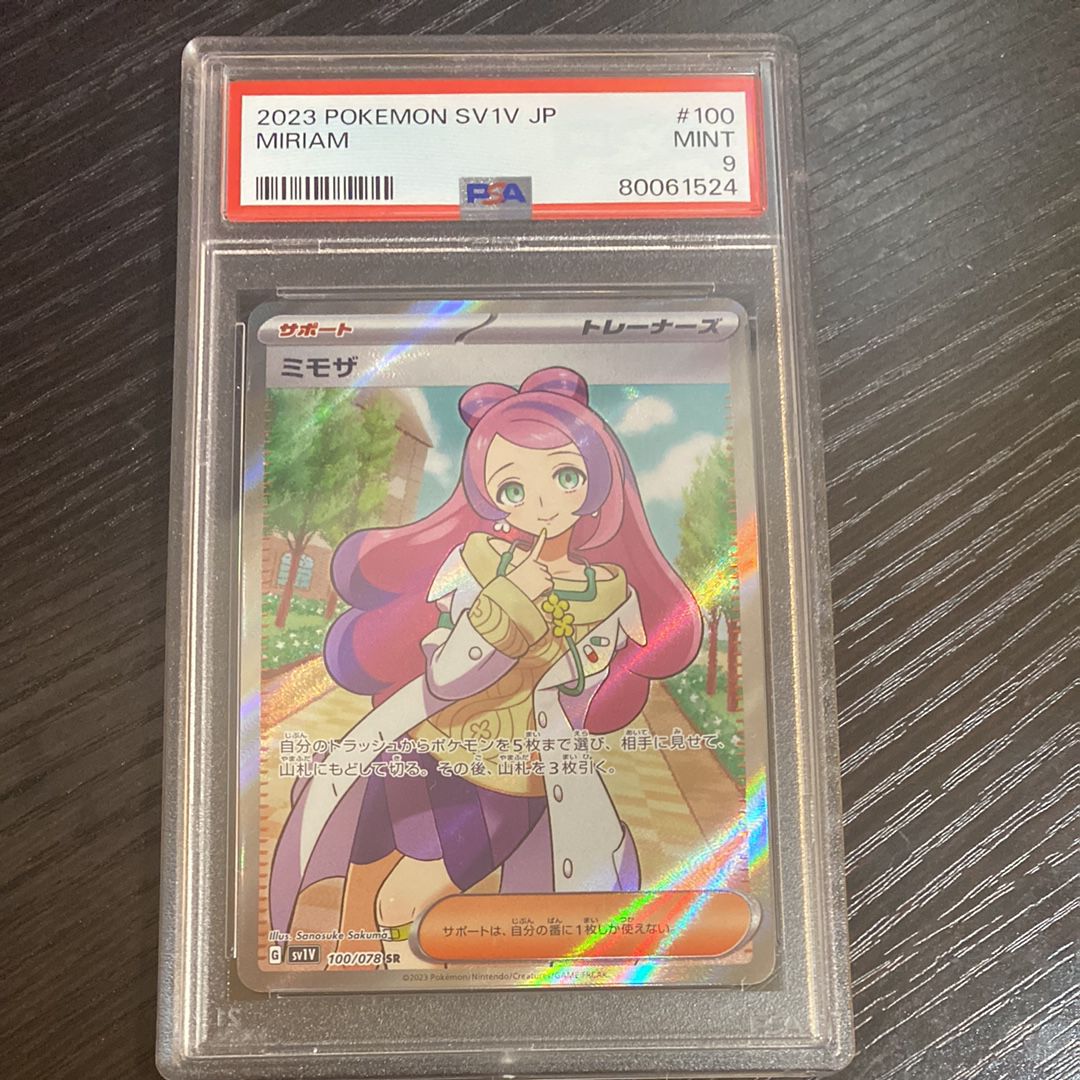 2023 POKEMON SV1V JP #100
MIRIAM MINT
9
80061524
PSA
サポート トレーナーズ
ミモザ
自分のトラッシュからポケモンを5枚まで選び、相手に見せて、
山札にもどして切る。その後、山札を3枚引く。
サポートは、自分の番に1枚しか使えない。
Illus. Sanosuke Sakuma
G sv1V 100/078 SR
©2023 Pokémon/Nintendo/Creatures/GAME FREAK.